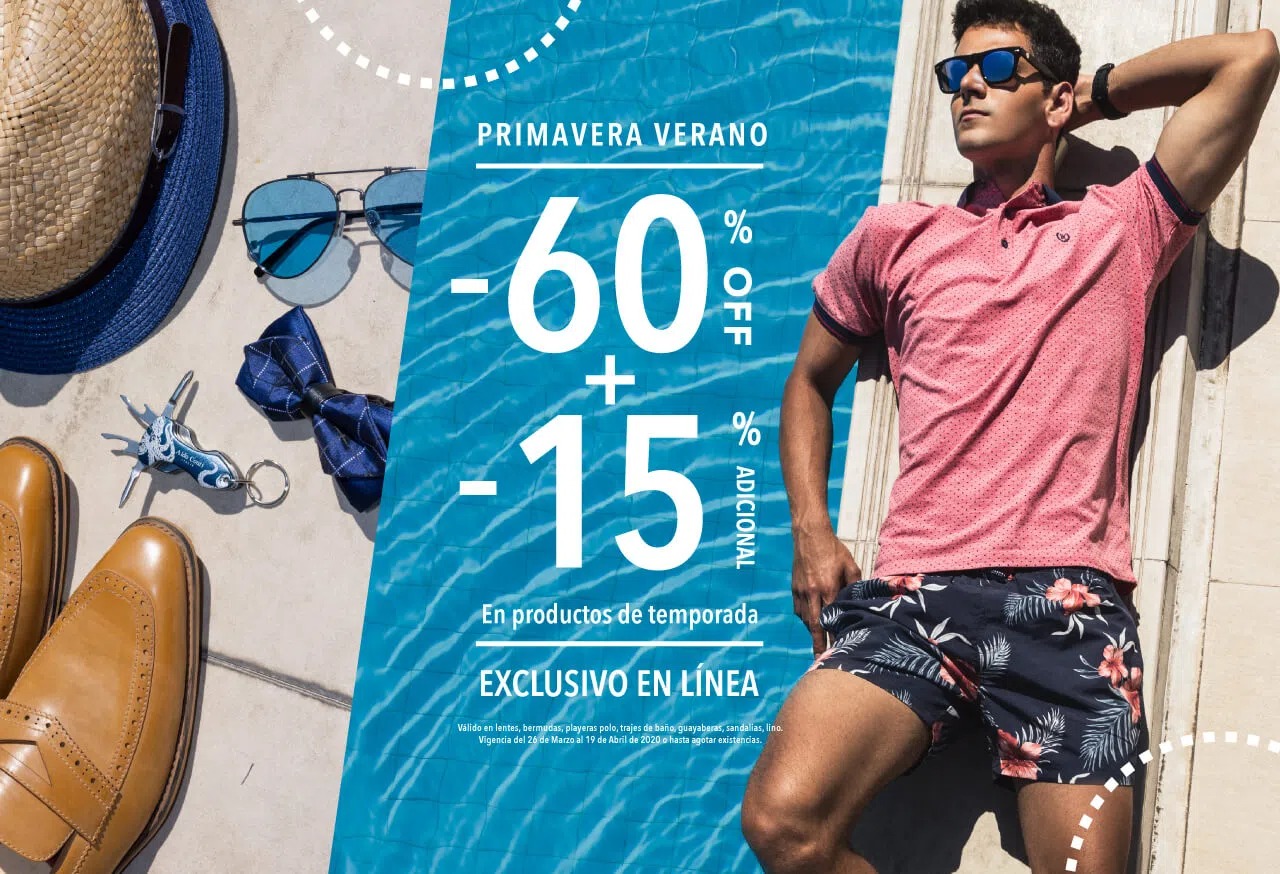 PRIMAVERA VERANO
-60% OFF
+
-15% ADICIONAL
En productos de temporada
EXCLUSIVO EN LÍNEA
Válido en lentes, bermudas, playeras polo, trajes de baño, guayaberas, sandalias, lino.
Vigencia del 26 de Marzo al 19 de Abril de 2020 o hasta agotar existencias.
Aldo Conti